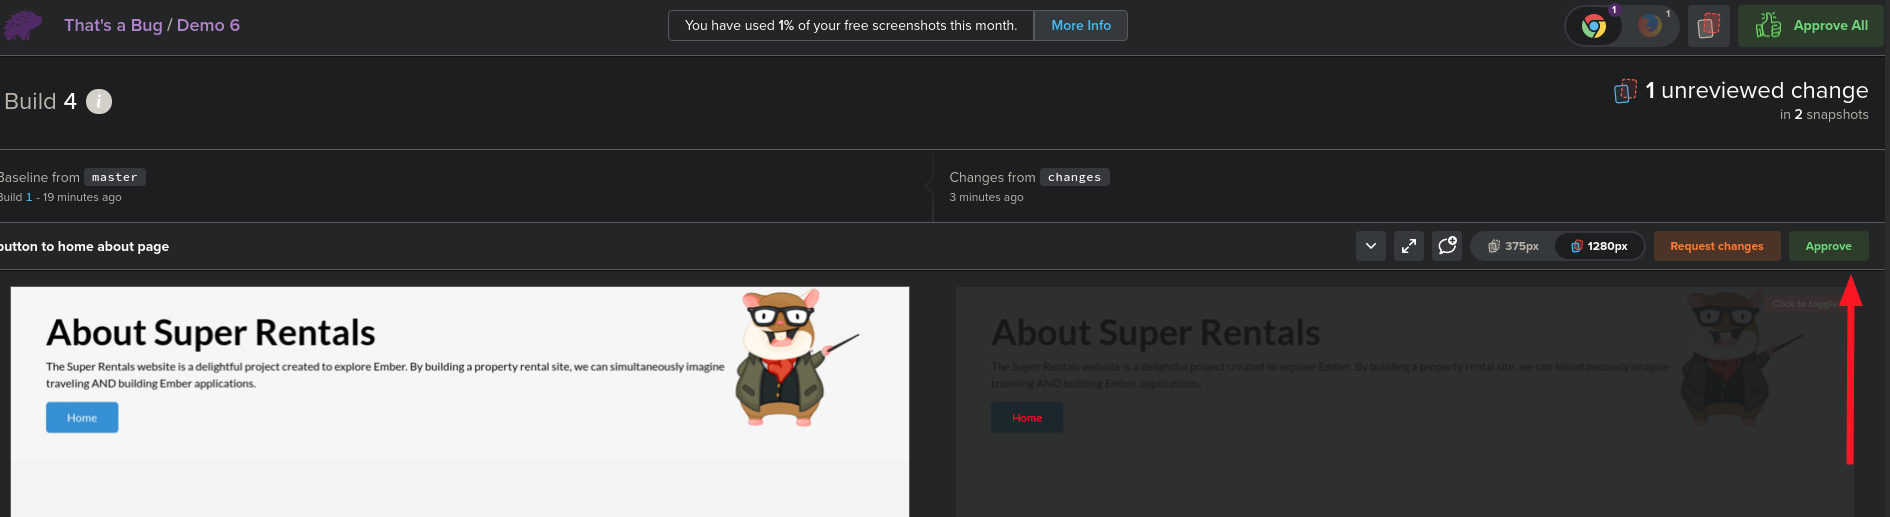 That's a Bug / Demo 6
You have used 1% of your free screenshots this month. More Info
1
1
Approve All
Build 4 i
1 unreviewed change
in 2 snapshots
Baseline from master
Build 1 - 19 minutes ago
Changes from changes
3 minutes ago
button to home about page
375px 1280px Request changes Approve
About Super Rentals
The Super Rentals website is a delightful project created to explore Ember. By building a property rental site, we can simultaneously imagine
traveling AND building Ember applications.
Home
Click to toggle
About Super Rentals
The Super Rentals website is a delightful project created to explore Ember. By building a property rental site, we can simultaneously imagine
traveling AND building Ember applications
Home